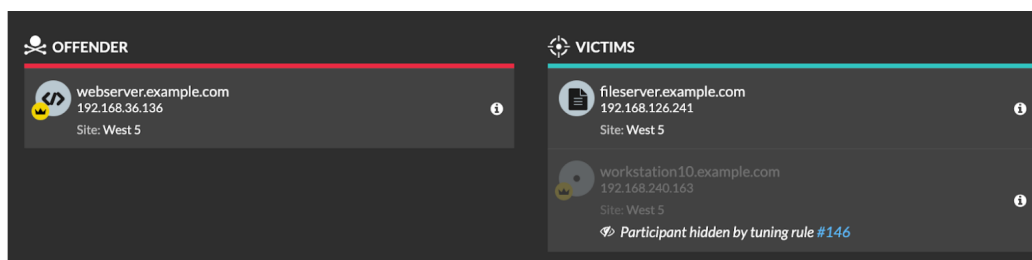 OFFENDER
webserver.example.com
192.168.36.136
Site: West 5
VICTIMS
fileserver.example.com
192.168.126.241
Site: West 5
workstation10.example.com
192.168.240.163
Site: West 5
Participant hidden by tuning rule #146